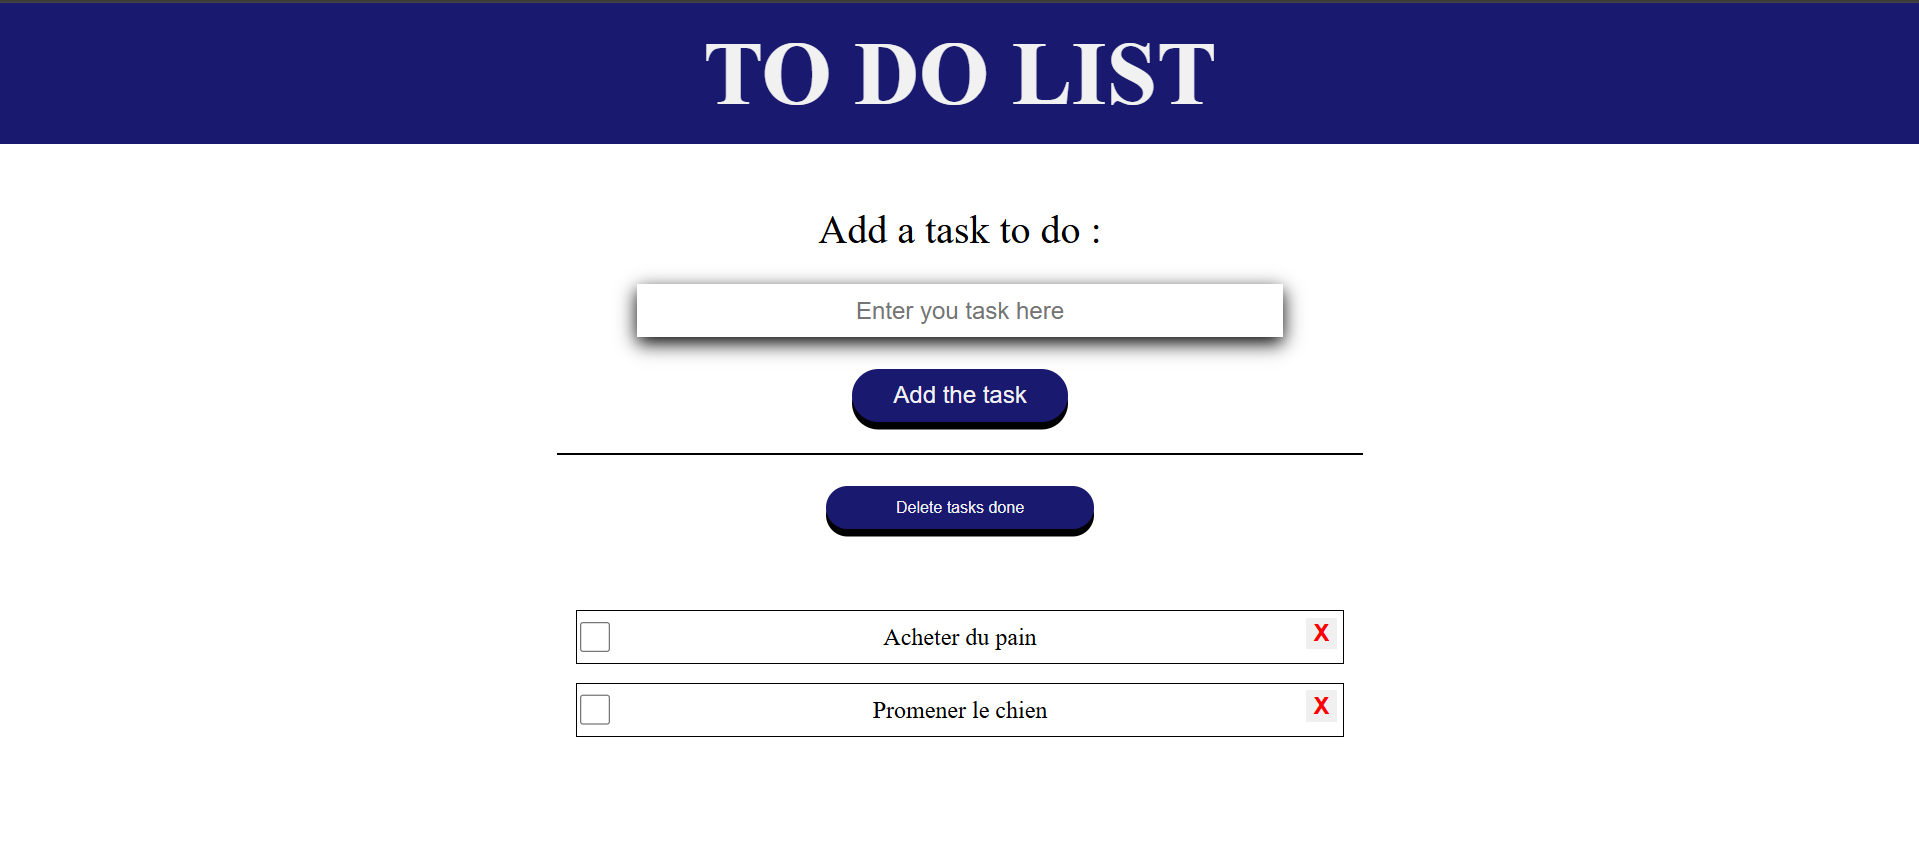 TO DO LIST
Add a task to do :
Enter you task here
Add the task
Delete tasks done
Acheter du pain
X
Promener le chien
X